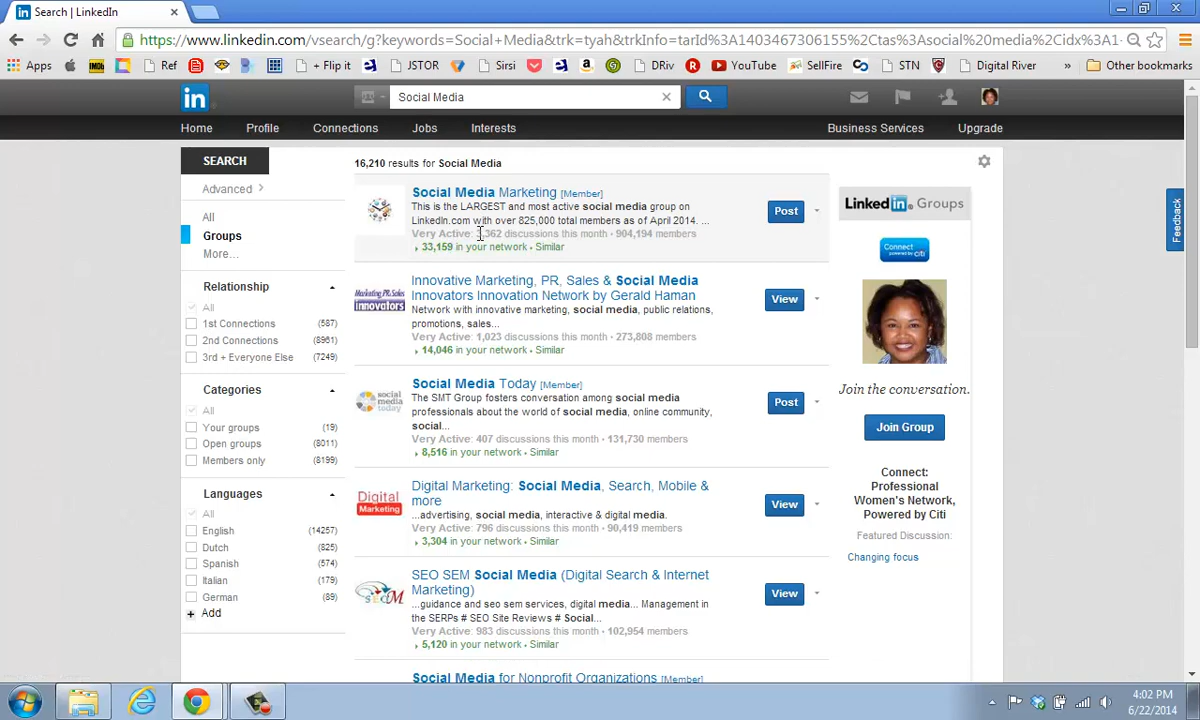 Search | LinkedIn
https://www.linkedin.com/vsearch/g?keywords=Social+Media&trk=tyah&trkInfo=tarId%3A1403467306155%2Ctas%3Asocial%20media%2Cidx%3A1-
Apps
Ref
+ Flip it
JSTOR
Sirsi
DRiv
YouTube
SellFire
STN
Digital River
»
Other bookmarks
in
Social Media
Home
Profile
Connections
Jobs
Interests
Business Services
Upgrade
SEARCH
Advanced
All
Groups
More...
Relationship
All
1st Connections (587)
2nd Connections (8961)
3rd + Everyone Else (7249)
Categories
All
Your groups (19)
Open groups (8011)
Members only (8199)
Languages
All
English (14257)
Dutch (825)
Spanish (574)
Italian (179)
German (89)
+ Add
16,210 results for Social Media
Social Media Marketing [Member]
This is the LARGEST and most active social media group on
LinkedIn.com with over 825,000 total members as of April 2014. ...
Very Active: 3,362 discussions this month • 904,194 members
33,159 in your network • Similar
Post
Innovative Marketing, PR, Sales & Social Media
Innovators Innovation Network by Gerald Haman
Network with innovative marketing, social media, public relations,
promotions, sales...
Very Active: 1,023 discussions this month • 273,808 members
14,046 in your network • Similar
View
Marketing, PR, Sales
Innovators
Social Media Today [Member]
The SMT Group fosters conversation among social media
professionals about the world of social media, online community,
social...
Very Active: 407 discussions this month • 131,730 members
8,516 in your network • Similar
Post
social
media
today
Digital Marketing: Social Media, Search, Mobile &
more
...advertising, social media, interactive & digital media.
Very Active: 796 discussions this month • 90,419 members
3,304 in your network • Similar
View
Digital
Marketing
SEO SEM Social Media (Digital Search & Internet
Marketing)
...guidance and seo sem services, digital media... Management in
the SERPs # SEO Site Reviews # Social...
Very Active: 983 discussions this month • 102,954 members
5,120 in your network • Similar
View
Social Media for Nonprofit Organizations [Member]
Linked in Groups
Connect
powered by citi
Join the conversation.
Join Group
Connect:
Professional
Women's Network,
Powered by Citi
Featured Discussion:
Changing focus
Feedback
4:02 PM
6/22/2014